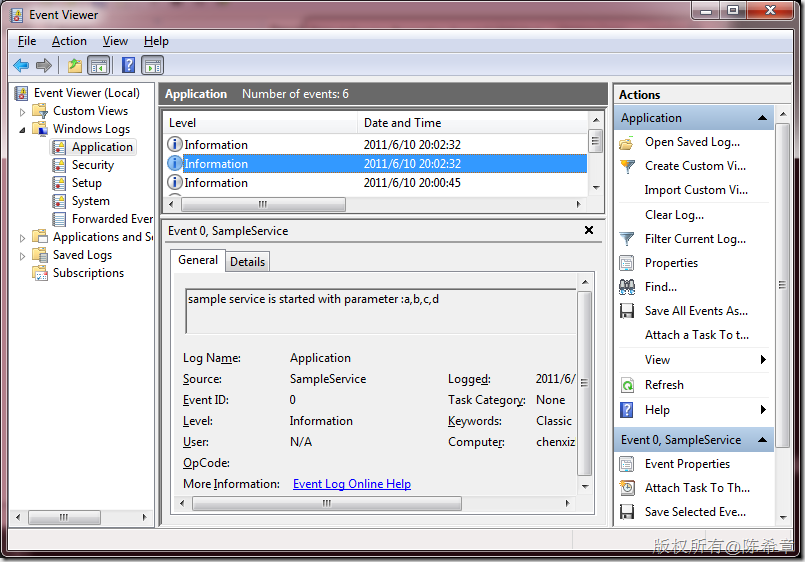 Event Viewer
File Action View Help
Event Viewer (Local)
Custom Views
Windows Logs
Application
Security
Setup
System
Forwarded Ever
Applications and Se
Saved Logs
Subscriptions
Application Number of events: 6
Level Date and Time
Information 2011/6/10 20:02:32
Information 2011/6/10 20:02:32
Information 2011/6/10 20:00:45
Event 0, SampleService
General Details
sample service is started with parameter :a,b,c,d
Log Name: Application
Source: SampleService Logged: 2011/6/
Event ID: 0 Task Category: None
Level: Information Keywords: Classic
User: N/A Computer: chenxiz
OpCode:
More Information: Event Log Online Help
Actions
Application
Open Saved Log...
Create Custom Vi...
Import Custom Vi...
Clear Log...
Filter Current Log...
Properties
Find...
Save All Events As...
Attach a Task To t...
View
Refresh
Help
Event 0, SampleService
Event Properties
Attach Task To Th...
Save Selected Eve...
版权所有@陈希章